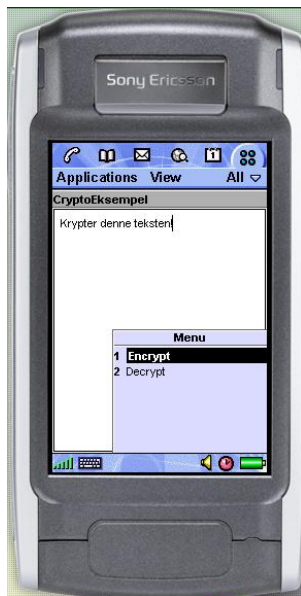 Sony Ericsson
Applications View All
CryptoEksempel
Krypter denne teksten!
Menu
1 Encrypt
2 Decrypt